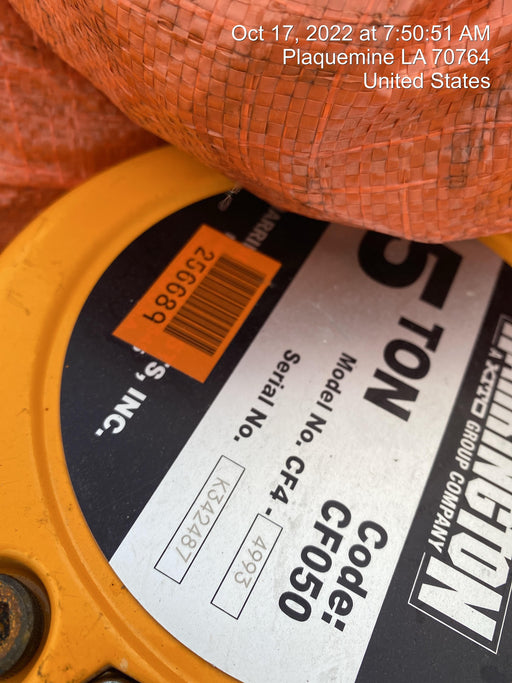 Oct 17, 2022 at 7:50:51 AM
Plaquemine LA 70764
United States
HARRINGTON
A KITO GROUP COMPANY
5 TON
Code:
CF050
Model No. CF4 - 4993
Serial No. K342487
256689
, INC.